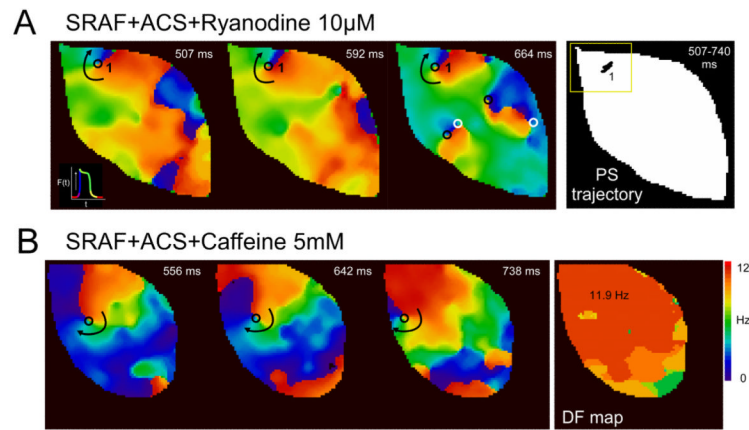 A SRAF+ACS+Ryanodine 10µM
507 ms 592 ms 664 ms 507-740 ms
1 1 1 1
F(t)
t
PS trajectory
B SRAF+ACS+Caffeine 5mM
556 ms 642 ms 738 ms
11.9 Hz
DF map
12
Hz
0